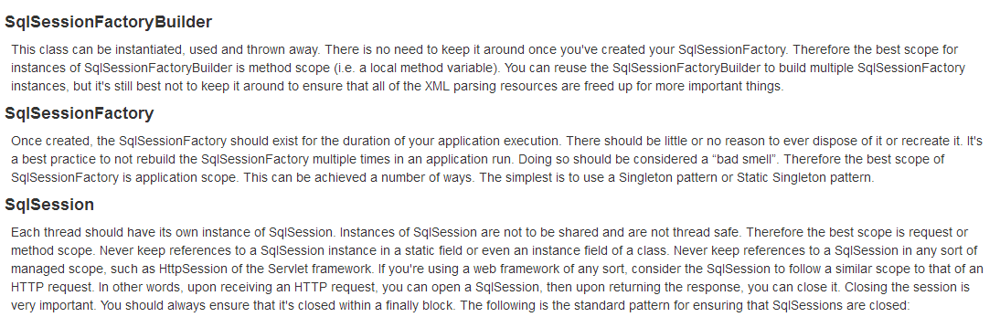 SqlSessionFactoryBuilder
This class can be instantiated, used and thrown away. There is no need to keep it around once you've created your SqlSessionFactory. Therefore the best scope for
instances of SqlSessionFactoryBuilder is method scope (i.e. a local method variable). You can reuse the SqlSessionFactoryBuilder to build multiple SqlSessionFactory
instances, but it's still best not to keep it around to ensure that all of the XML parsing resources are freed up for more important things.
SqlSessionFactory
Once created, the SqlSessionFactory should exist for the duration of your application execution. There should be little or no reason to ever dispose of it or recreate it. It's
a best practice to not rebuild the SqlSessionFactory multiple times in an application run. Doing so should be considered a “bad smell”. Therefore the best scope of
SqlSessionFactory is application scope. This can be achieved a number of ways. The simplest is to use a Singleton pattern or Static Singleton pattern.
SqlSession
Each thread should have its own instance of SqlSession. Instances of SqlSession are not to be shared and are not thread safe. Therefore the best scope is request or
method scope. Never keep references to a SqlSession instance in a static field or even an instance field of a class. Never keep references to a SqlSession in any sort of
managed scope, such as HttpSession of the Servlet framework. If you're using a web framework of any sort, consider the SqlSession to follow a similar scope to that of an
HTTP request. In other words, upon receiving an HTTP request, you can open a SqlSession, then upon returning the response, you can close it. Closing the session is
very important. You should always ensure that it's closed within a finally block. The following is the standard pattern for ensuring that SqlSessions are closed: